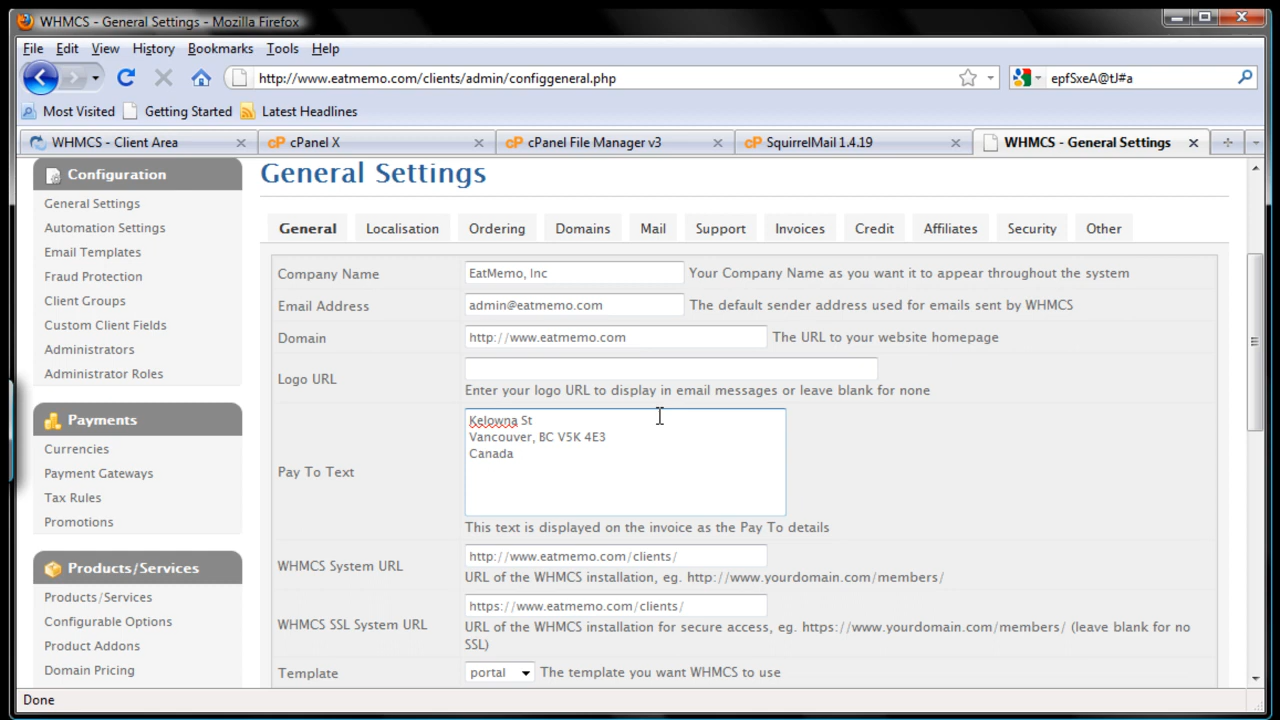 WHMCS - General Settings - Mozilla Firefox
File Edit View History Bookmarks Tools Help
http://www.eatmemo.com/clients/admin/configgeneral.php
epfSxeA@tJ#a
Most Visited Getting Started Latest Headlines
WHMCS - Client Area
cPanel X
cPanel File Manager v3
SquirrelMail 1.4.19
WHMCS - General Settings
Configuration
General Settings
Automation Settings
Email Templates
Fraud Protection
Client Groups
Custom Client Fields
Administrators
Administrator Roles
Payments
Currencies
Payment Gateways
Tax Rules
Promotions
Products/Services
Products/Services
Configurable Options
Product Addons
Domain Pricing
General Settings
General Localisation Ordering Domains Mail Support Invoices Credit Affiliates Security Other
Company Name EatMemo, Inc Your Company Name as you want it to appear throughout the system
Email Address admin@eatmemo.com The default sender address used for emails sent by WHMCS
Domain http://www.eatmemo.com The URL to your website homepage
Logo URL
Enter your logo URL to display in email messages or leave blank for none
Pay To Text
Kelowna St
Vancouver, BC V5K 4E3
Canada
This text is displayed on the invoice as the Pay To details
WHMCS System URL
http://www.eatmemo.com/clients/
URL of the WHMCS installation, eg. http://www.yourdomain.com/members/
WHMCS SSL System URL
https://www.eatmemo.com/clients/
URL of the WHMCS installation for secure access, eg. https://www.yourdomain.com/members/ (leave blank for no
SSL)
Template portal The template you want WHMCS to use
Done